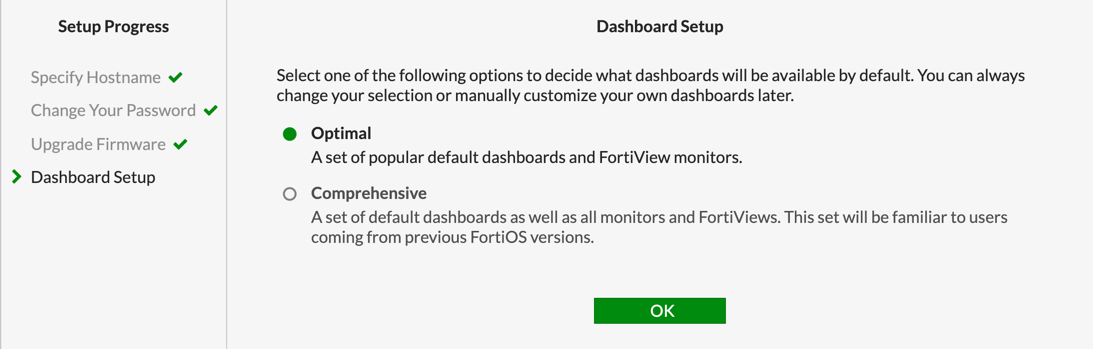 Setup Progress
Specify Hostname
Change Your Password
Upgrade Firmware
Dashboard Setup
Dashboard Setup
Select one of the following options to decide what dashboards will be available by default. You can always
change your selection or manually customize your own dashboards later.
Optimal
A set of popular default dashboards and FortiView monitors.
Comprehensive
A set of default dashboards as well as all monitors and FortiViews. This set will be familiar to users
coming from previous FortiOS versions.
OK